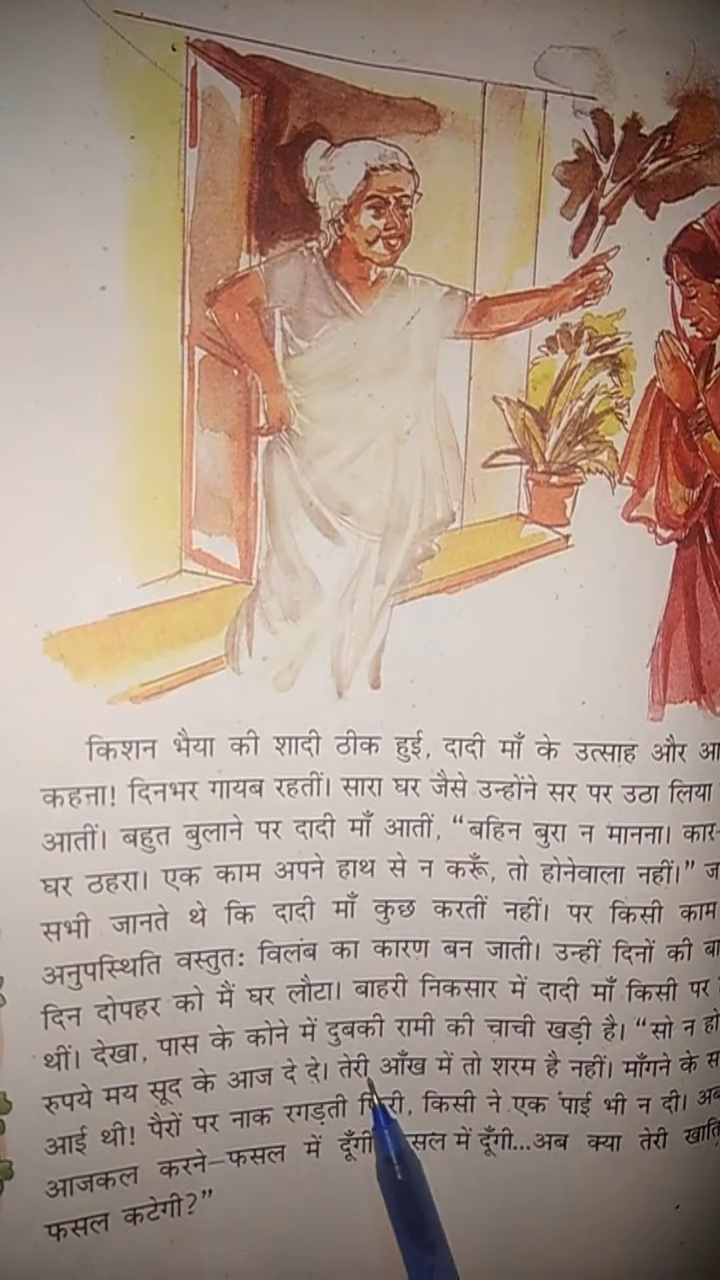 किशन भैया की शादी ठीक हुई, दादी माँ के उत्साह और
कहना! दिनभर गायब रहतीं। सारा घर जैसे उन्होंने सर पर उठा लिया
आतीं। बहुत बुलाने पर दादी माँ आतीं, “बहिन बुरा न मानना। कार-
घर ठहरा। एक काम अपने हाथ से न करूँ, तो होनेवाला नहीं।”
सभी जानते थे कि दादी माँ कुछ करतीं नहीं। पर किसी काम
अनुपस्थिति वस्तुतः विलंब का कारण बन जाती। उन्हीं दिनों की
दिन दोपहर को मैं घर लौटा। बाहरी निकसार में दादी माँ किसी पर
थीं। देखा, पास के कोने में दुबकी रामी की चाची खड़ी है। “सो न
रुपये मय सूद के आज दे दे। तेरी आँख में तो शरम है नहीं। माँगने के
आई थी! पैरों पर नाक रगड़ती किसी ने एक पाई भी न दी।
आजकल करने–फसल में दूँगी में दूँगी...अब क्या तेरी
फसल कटेगी?”